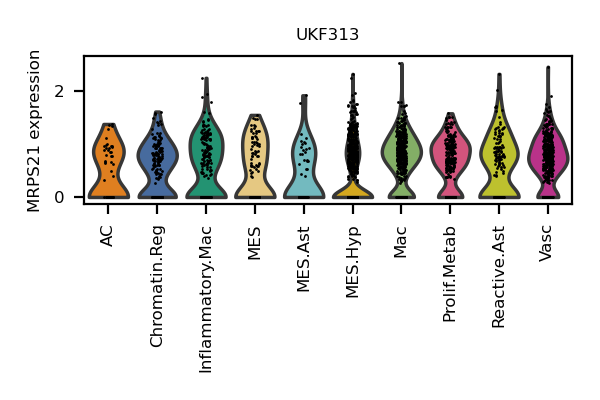 UKF313
MRPS21 expression
2
0
AC
Chromatin.Reg
Inflammatory.Mac
MES
MES.Ast
MES.Hyp
Mac
Prolif.Metab
Reactive.Ast
Vasc